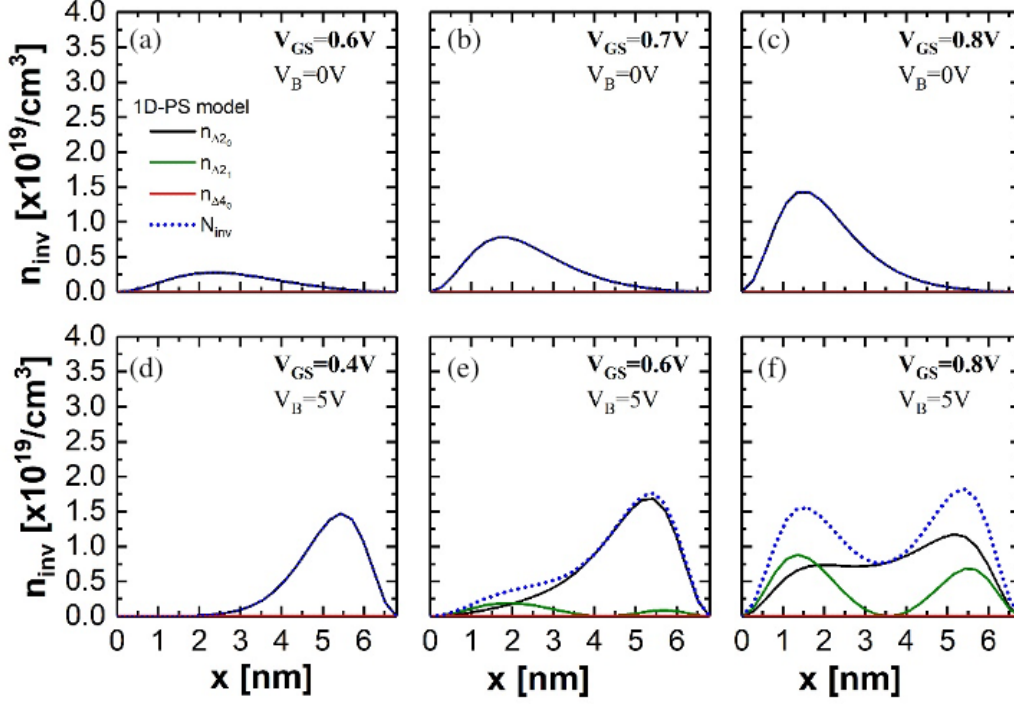 (a)
V_GS=0.6V
V_B=0V
1D-PS model
n_Δ2_0
n_Δ2_1
n_Δ4_0
N_inv
(b)
V_GS=0.7V
V_B=0V
(c)
V_GS=0.8V
V_B=0V
n_inv [x10^19/cm^3]
4.0
3.5
3.0
2.5
2.0
1.5
1.0
0.5
0.0
(d)
V_GS=0.4V
V_B=5V
(e)
V_GS=0.6V
V_B=5V
(f)
V_GS=0.8V
V_B=5V
n_inv [x10^19/cm^3]
4.0
3.5
3.0
2.5
2.0
1.5
1.0
0.5
0.0
0 1 2 3 4 5 6
0 1 2 3 4 5 6
0 1 2 3 4 5 6
x [nm]
x [nm]
x [nm]